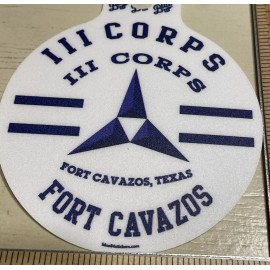 III CORPS
III CORPS
FORT CAVAZOS, TEXAS
FORT CAVAZOS